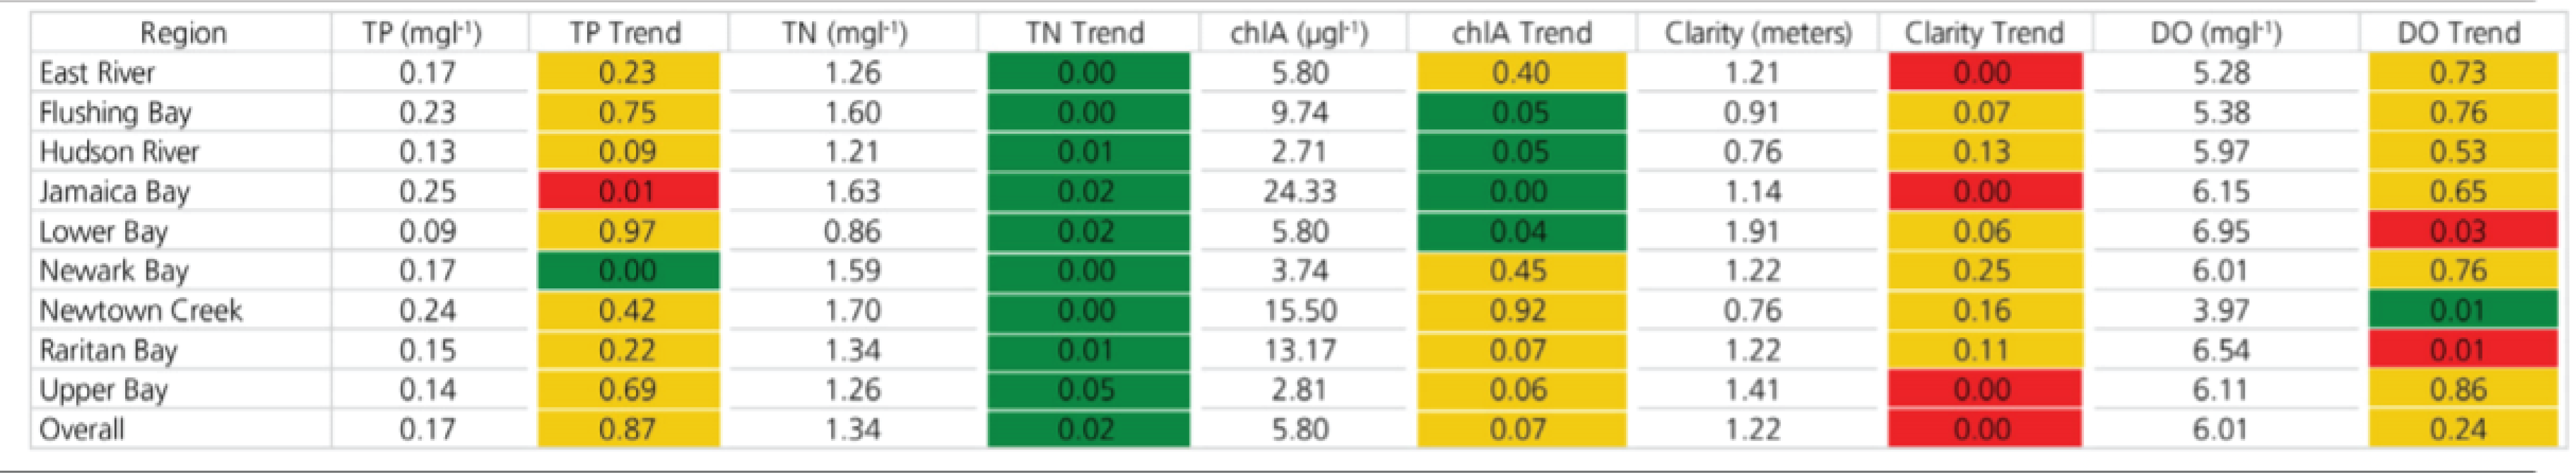 Region TP (mgl-1) TP Trend TN (mgl-1) TN Trend chlA (µgl-1) chlA Trend Clarity (meters) Clarity Trend DO (mgl-1) DO Trend
East River 0.17 0.23 1.26 0.00 5.80 0.40 1.21 0.00 5.28 0.73
Flushing Bay 0.23 0.75 1.60 0.00 9.74 0.05 0.91 0.07 5.38 0.76
Hudson River 0.13 0.09 1.21 0.01 2.71 0.05 0.76 0.13 5.97 0.53
Jamaica Bay 0.25 0.01 1.63 0.02 24.33 0.00 1.14 0.00 6.15 0.65
Lower Bay 0.09 0.97 0.86 0.02 5.80 0.04 1.91 0.06 6.95 0.03
Newark Bay 0.17 0.00 1.59 0.00 3.74 0.45 1.22 0.25 6.01 0.76
Newtown Creek 0.24 0.42 1.70 0.00 15.50 0.92 0.76 0.16 3.97 0.01
Raritan Bay 0.15 0.22 1.34 0.01 13.17 0.07 1.22 0.11 6.54 0.01
Upper Bay 0.14 0.69 1.26 0.05 2.81 0.06 1.41 0.00 6.11 0.86
Overall 0.17 0.87 1.34 0.02 5.80 0.07 1.22 0.00 6.01 0.24